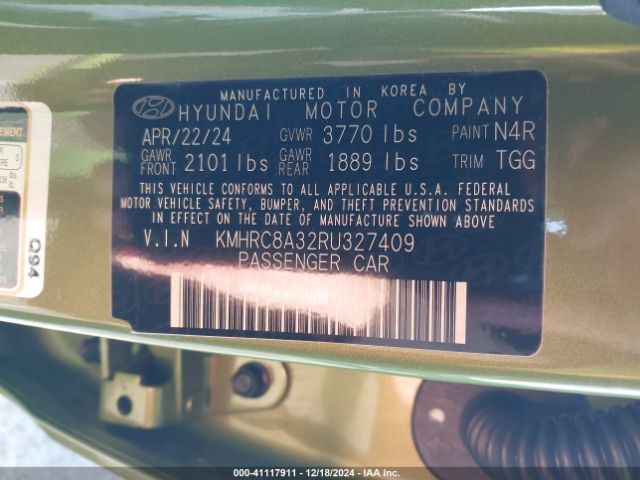 MANUFACTURED IN KOREA BY
HYUNDAI MOTOR COMPANY
APR/22/24 GVWR 3770 lbs PAINT N4R
GAWR FRONT 2101 lbs GAWR REAR 1889 lbs TRIM TGG
THIS VEHICLE CONFORMS TO ALL APPLICABLE U.S.A. FEDERAL
MOTOR VEHICLE SAFETY, BUMPER, AND THEFT PREVENTION STANDARDS
IN EFFECT ON THE DATE OF MANUFACTURE SHOWN ABOVE
V.I.N KMHRC8A32RU327409
PASSENGER CAR
Q94
000-41117911 - 12/18/2024 - IAA Inc.